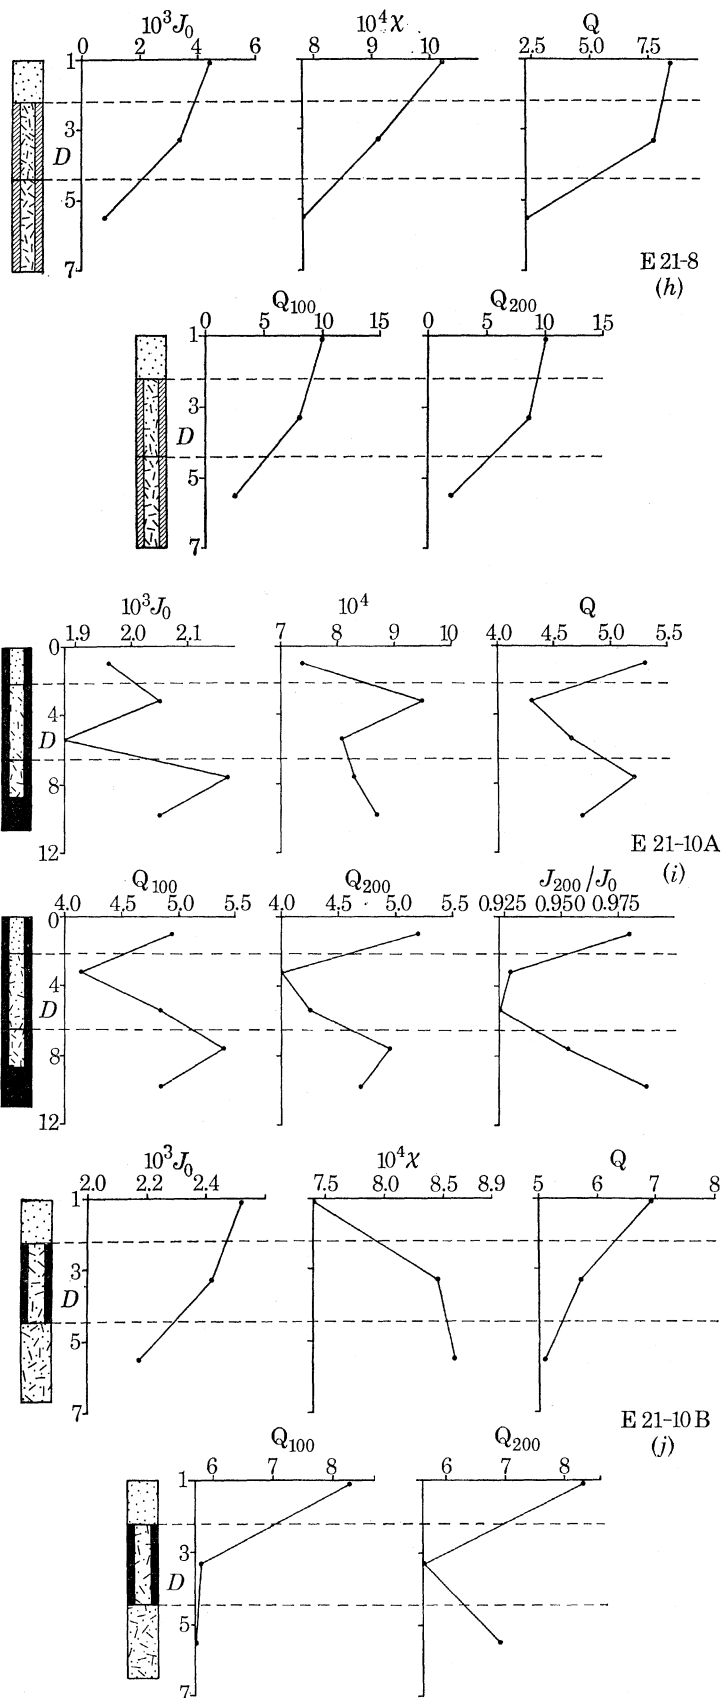 10³J₀ 10⁴χ Q
0 2 4 6 8 9 10 2.5 5.0 7.5
1
3
D
5
7
E 21-8
(h)
Q₁₀₀ Q₂₀₀
0 5 10 15 0 5 10 15
1
3
D
5
7
10³J₀ 10⁴ Q
1.9 2.0 2.1 7 8 9 10 4.0 4.5 5.0 5.5
0
4
D
8
12
E 21-10A
(i)
Q₁₀₀ Q₂₀₀ J₂₀₀/J₀
4.0 4.5 5.0 5.5 4.0 4.5 5.0 5.5 0.925 0.950 0.975
0
4
D
8
12
10³J₀ 10⁴χ Q
2.0 2.2 2.4 7.5 8.0 8.5 8.9 5 6 7 8
1
3
D
5
7
E 21-10B
(j)
Q₁₀₀ Q₂₀₀
6 7 8 6 7 8
1
3
D
5
7